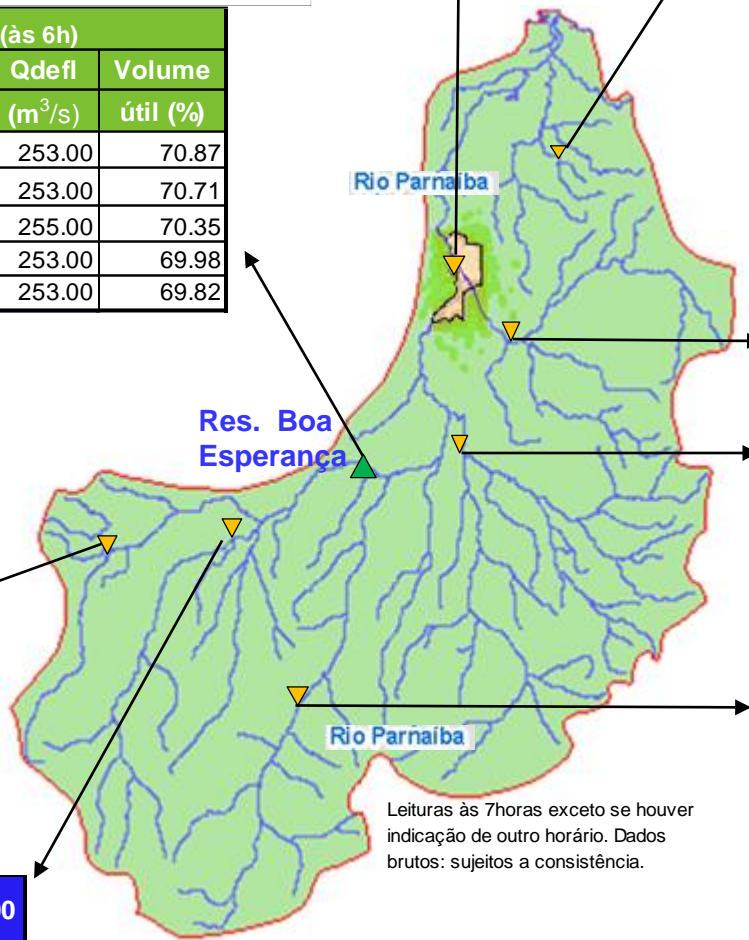 (às 6h)
Qdefl Volume
(m³/s) útil (%)
253.00 70.87
253.00 70.71
255.00 70.35
253.00 69.98
253.00 69.82
Rio Parnaíba
Res. Boa
Esperança
Rio Parnaíba
Leituras às 7horas exceto se houver
indicação de outro horário. Dados
brutos: sujeitos a consistência.